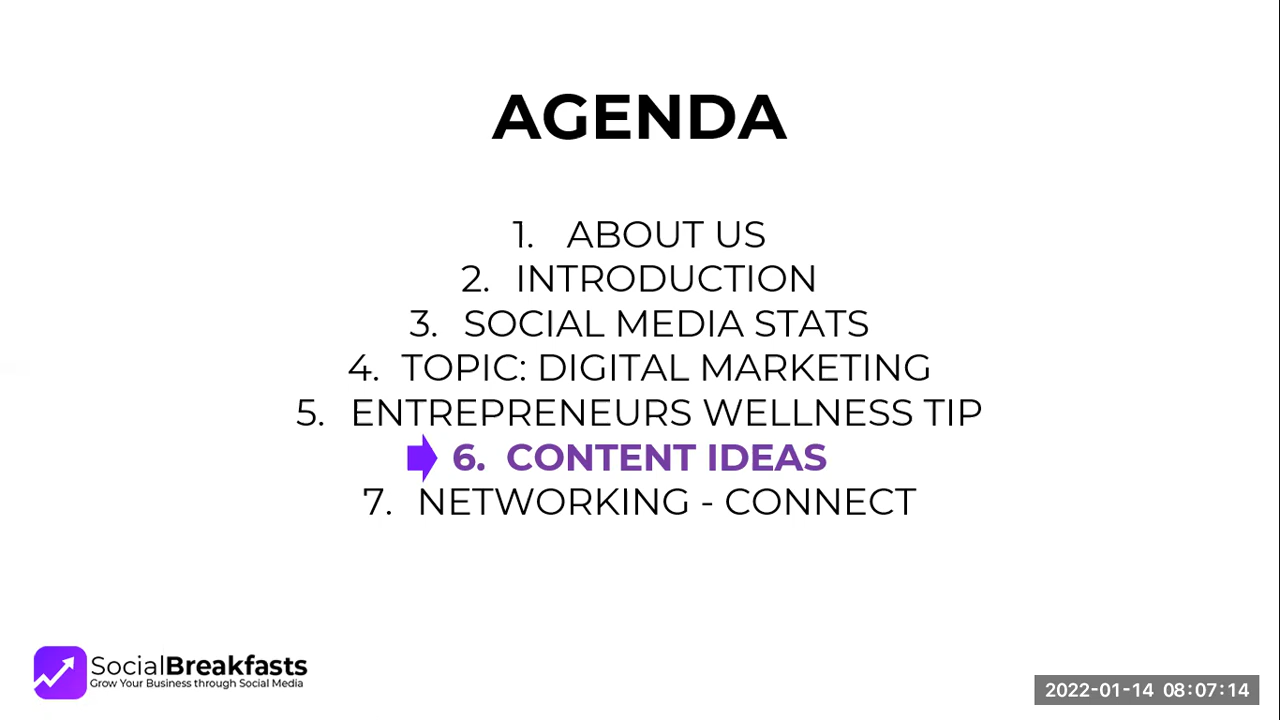 AGENDA
1. ABOUT US
2. INTRODUCTION
3. SOCIAL MEDIA STATS
4. TOPIC: DIGITAL MARKETING
5. ENTREPRENEURS WELLNESS TIP
6. CONTENT IDEAS
7. NETWORKING - CONNECT
SocialBreakfasts
Grow Your Business through Social Media
2022-01-14 08:07:14